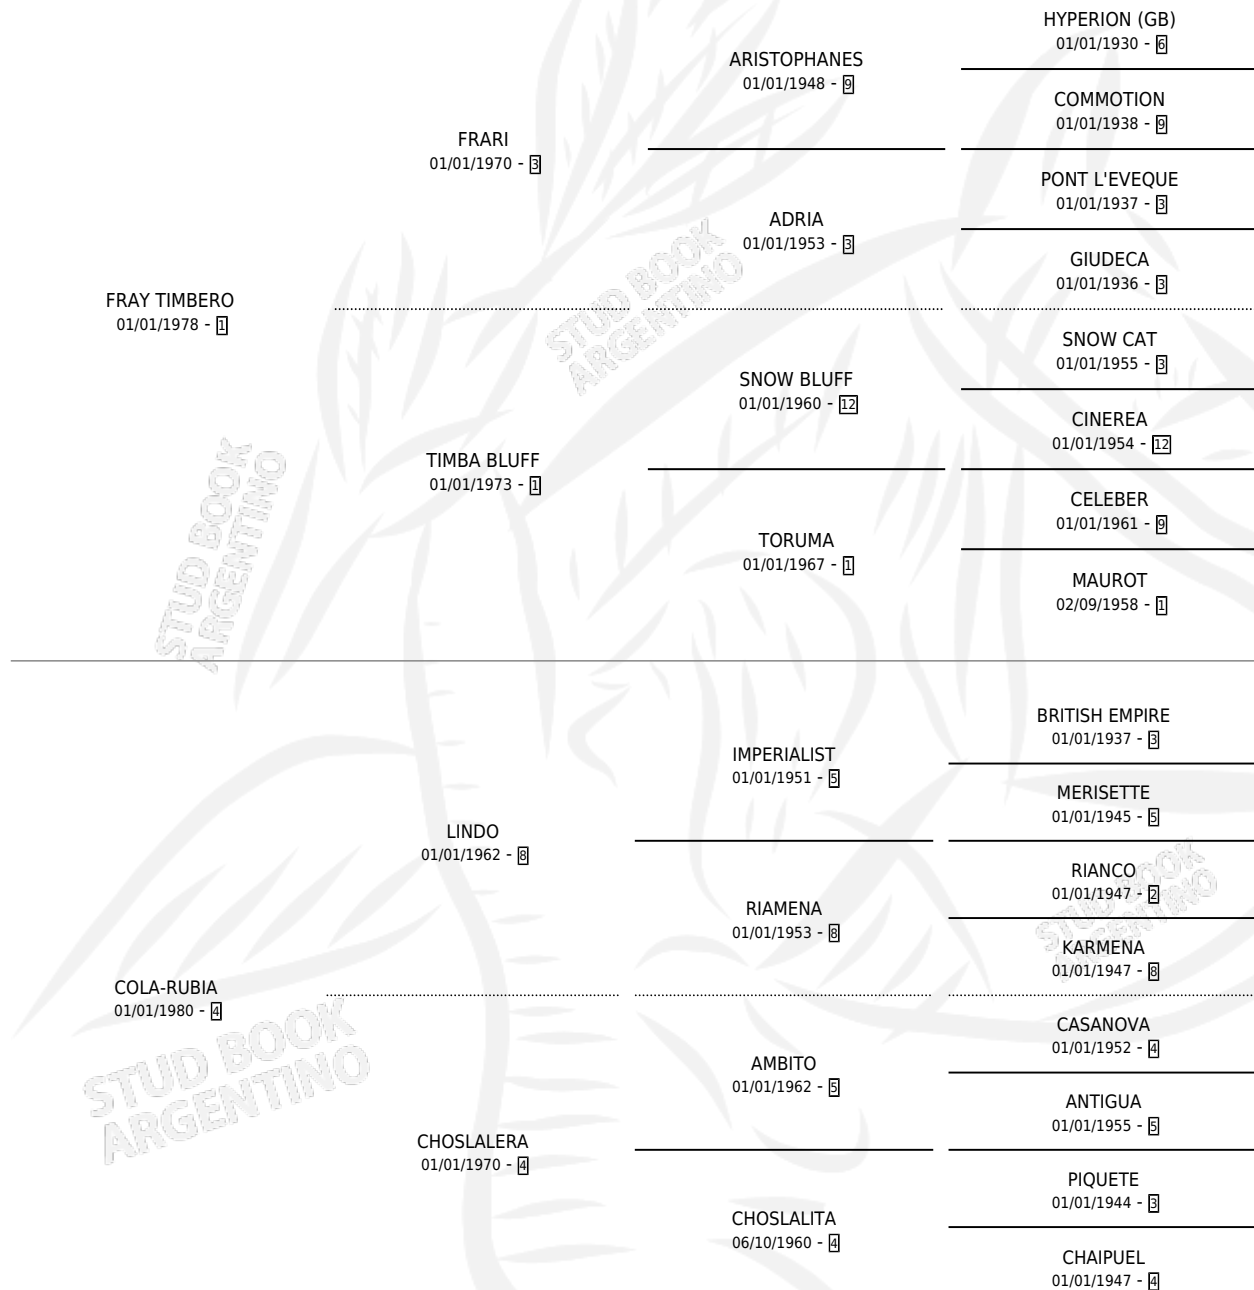 HYPERION (GB)
01/01/1930 - 6
ARISTOPHANES
01/01/1948 - 9
COMMOTION
01/01/1938 - 9
FRARI
01/01/1970 - 3
PONT L'EVEQUE
01/01/1937 - 3
ADRIA
01/01/1953 - 3
GIUDECA
01/01/1936 - 3
FRAY TIMBERO
01/01/1978 - 1
SNOW CAT
01/01/1955 - 3
SNOW BLUFF
01/01/1960 - 12
CINEREA
01/01/1954 - 12
TIMBA BLUFF
01/01/1973 - 1
CELEBER
01/01/1961 - 9
TORUMA
01/01/1967 - 1
MAUROT
02/09/1958 - 1
BRITISH EMPIRE
01/01/1937 - 3
IMPERIALIST
01/01/1951 - 5
MERISETTE
01/01/1945 - 5
LINDO
01/01/1962 - 8
RIANCO
01/01/1947 - 2
RIAMENA
01/01/1953 - 8
KARMENA
01/01/1947 - 8
COLA-RUBIA
01/01/1980 - 4
CASANOVA
01/01/1952 - 4
AMBITO
01/01/1962 - 5
ANTIGUA
01/01/1955 - 5
CHOSLALERA
01/01/1970 - 4
PIQUETE
01/01/1944 - 3
CHOSLALITA
06/10/1960 - 4
CHAIPUEL
01/01/1947 - 4
STUD BOOK
ARGENTINO
STUD BOOK
ARGENTINO
STUD BOOK
ARGENTINO
STUD BOOK
ARGENTINO